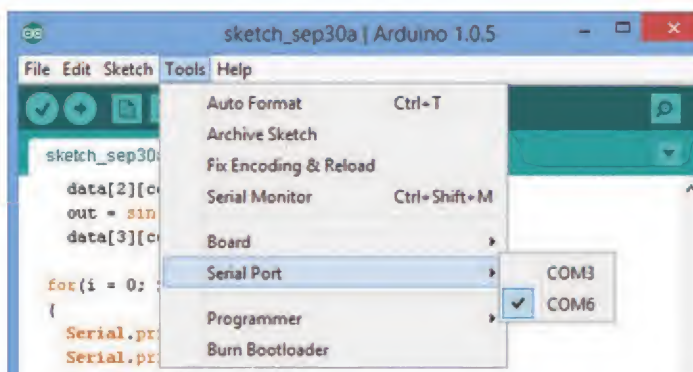 sketch_sep30a | Arduino 1.0.5
File Edit Sketch Tools Help
Auto Format Ctrl+T
Archive Sketch
sketch_sep30
Fix Encoding & Reload
data[2][c
Serial Monitor Ctrl+Shift+M
out = sin
data[3][c
Board
Serial Port
COM3
for(i = 0;
COM6
{
Programmer
Serial.pr
Burn Bootloader
Serial.pr